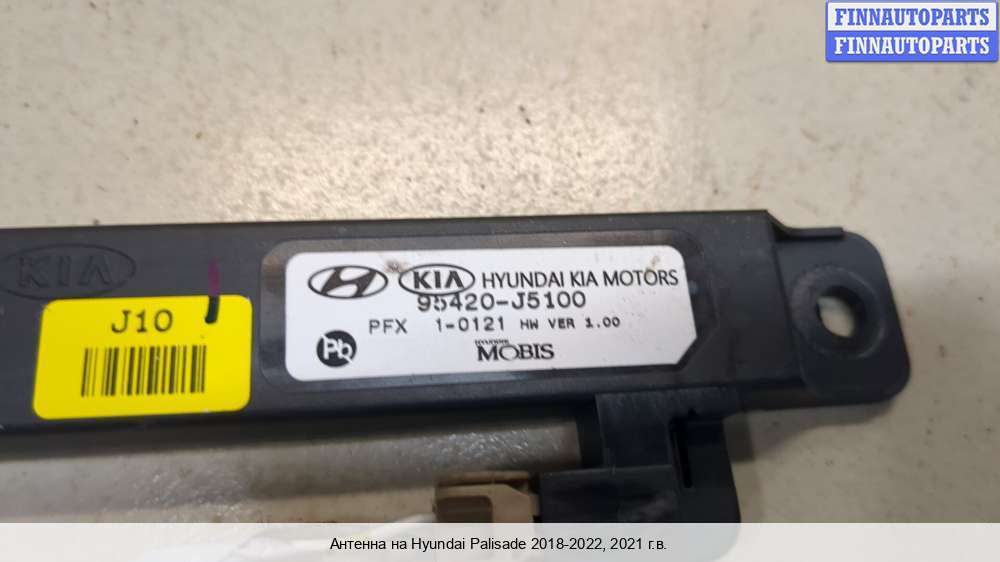 FINNAUTOPARTS
FINNAUTOPARTS
KIA
J10
KIA HYUNDAI KIA MOTORS
95420-J5100
PFX 1-0121 HW VER 1.00
Pb
HYUNDAI
MOBIS
Антенна на Hyundai Palisade 2018-2022, 2021 г.в.